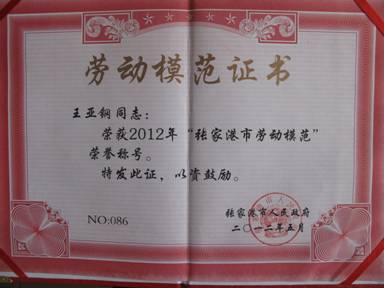 劳动模范证书
王亚钢同志：
荣获2012年“张家港市劳动模范”
荣誉称号。
特发此证，以资鼓励。
NO:086
张家港市人民政府
二〇一二年五月